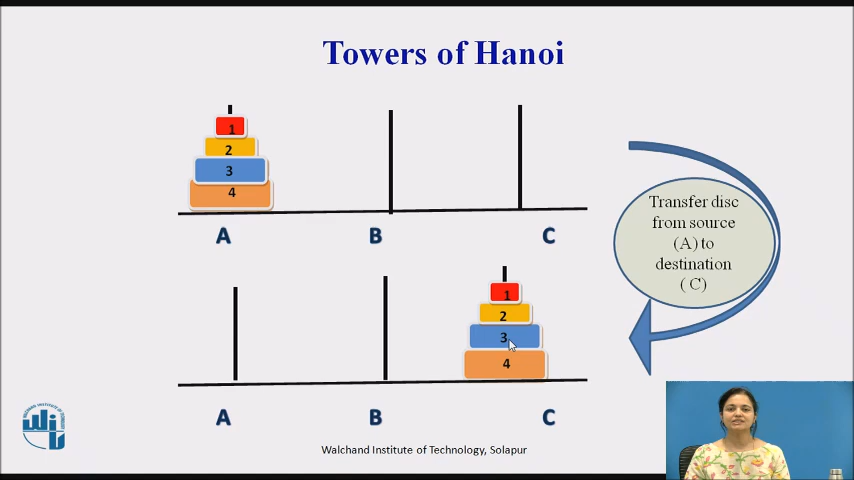 Towers of Hanoi
1
2
3
4
A B C
Transfer disc
from source
(A) to
destination
( C)
1
2
3
4
A B C
Walchand Institute of Technology, Solapur